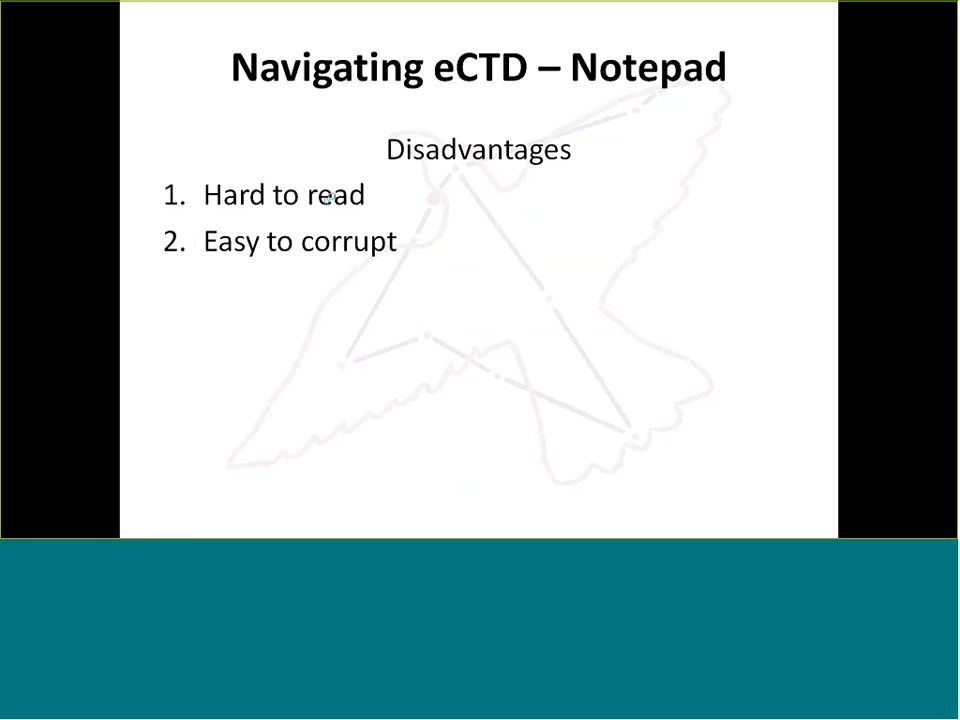 Navigating eCTD – Notepad
Disadvantages
1. Hard to read
2. Easy to corrupt